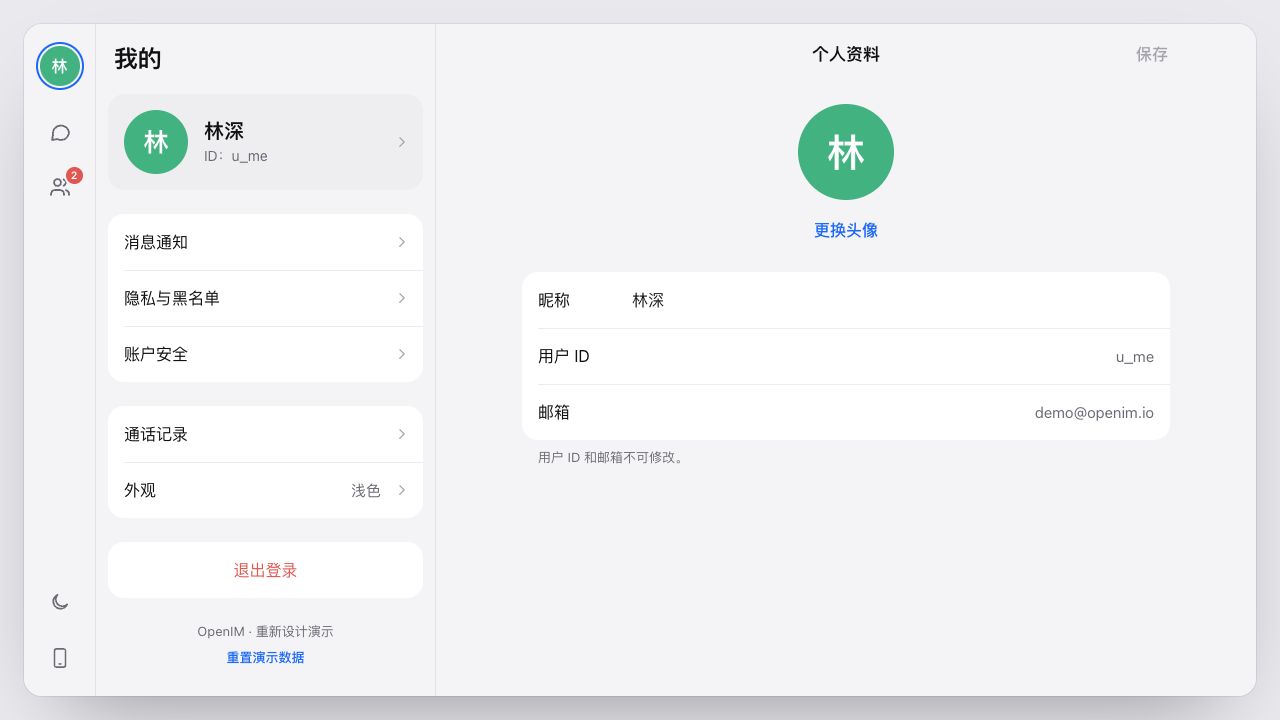 林
2
我的
林
林深
ID：u_me
消息通知
隐私与黑名单
账户安全
通话记录
外观
浅色
退出登录
OpenIM · 重新设计演示
重置演示数据
个人资料
保存
林
更换头像
昵称
林深
用户 ID
u_me
邮箱
demo@openim.io
用户 ID 和邮箱不可修改。